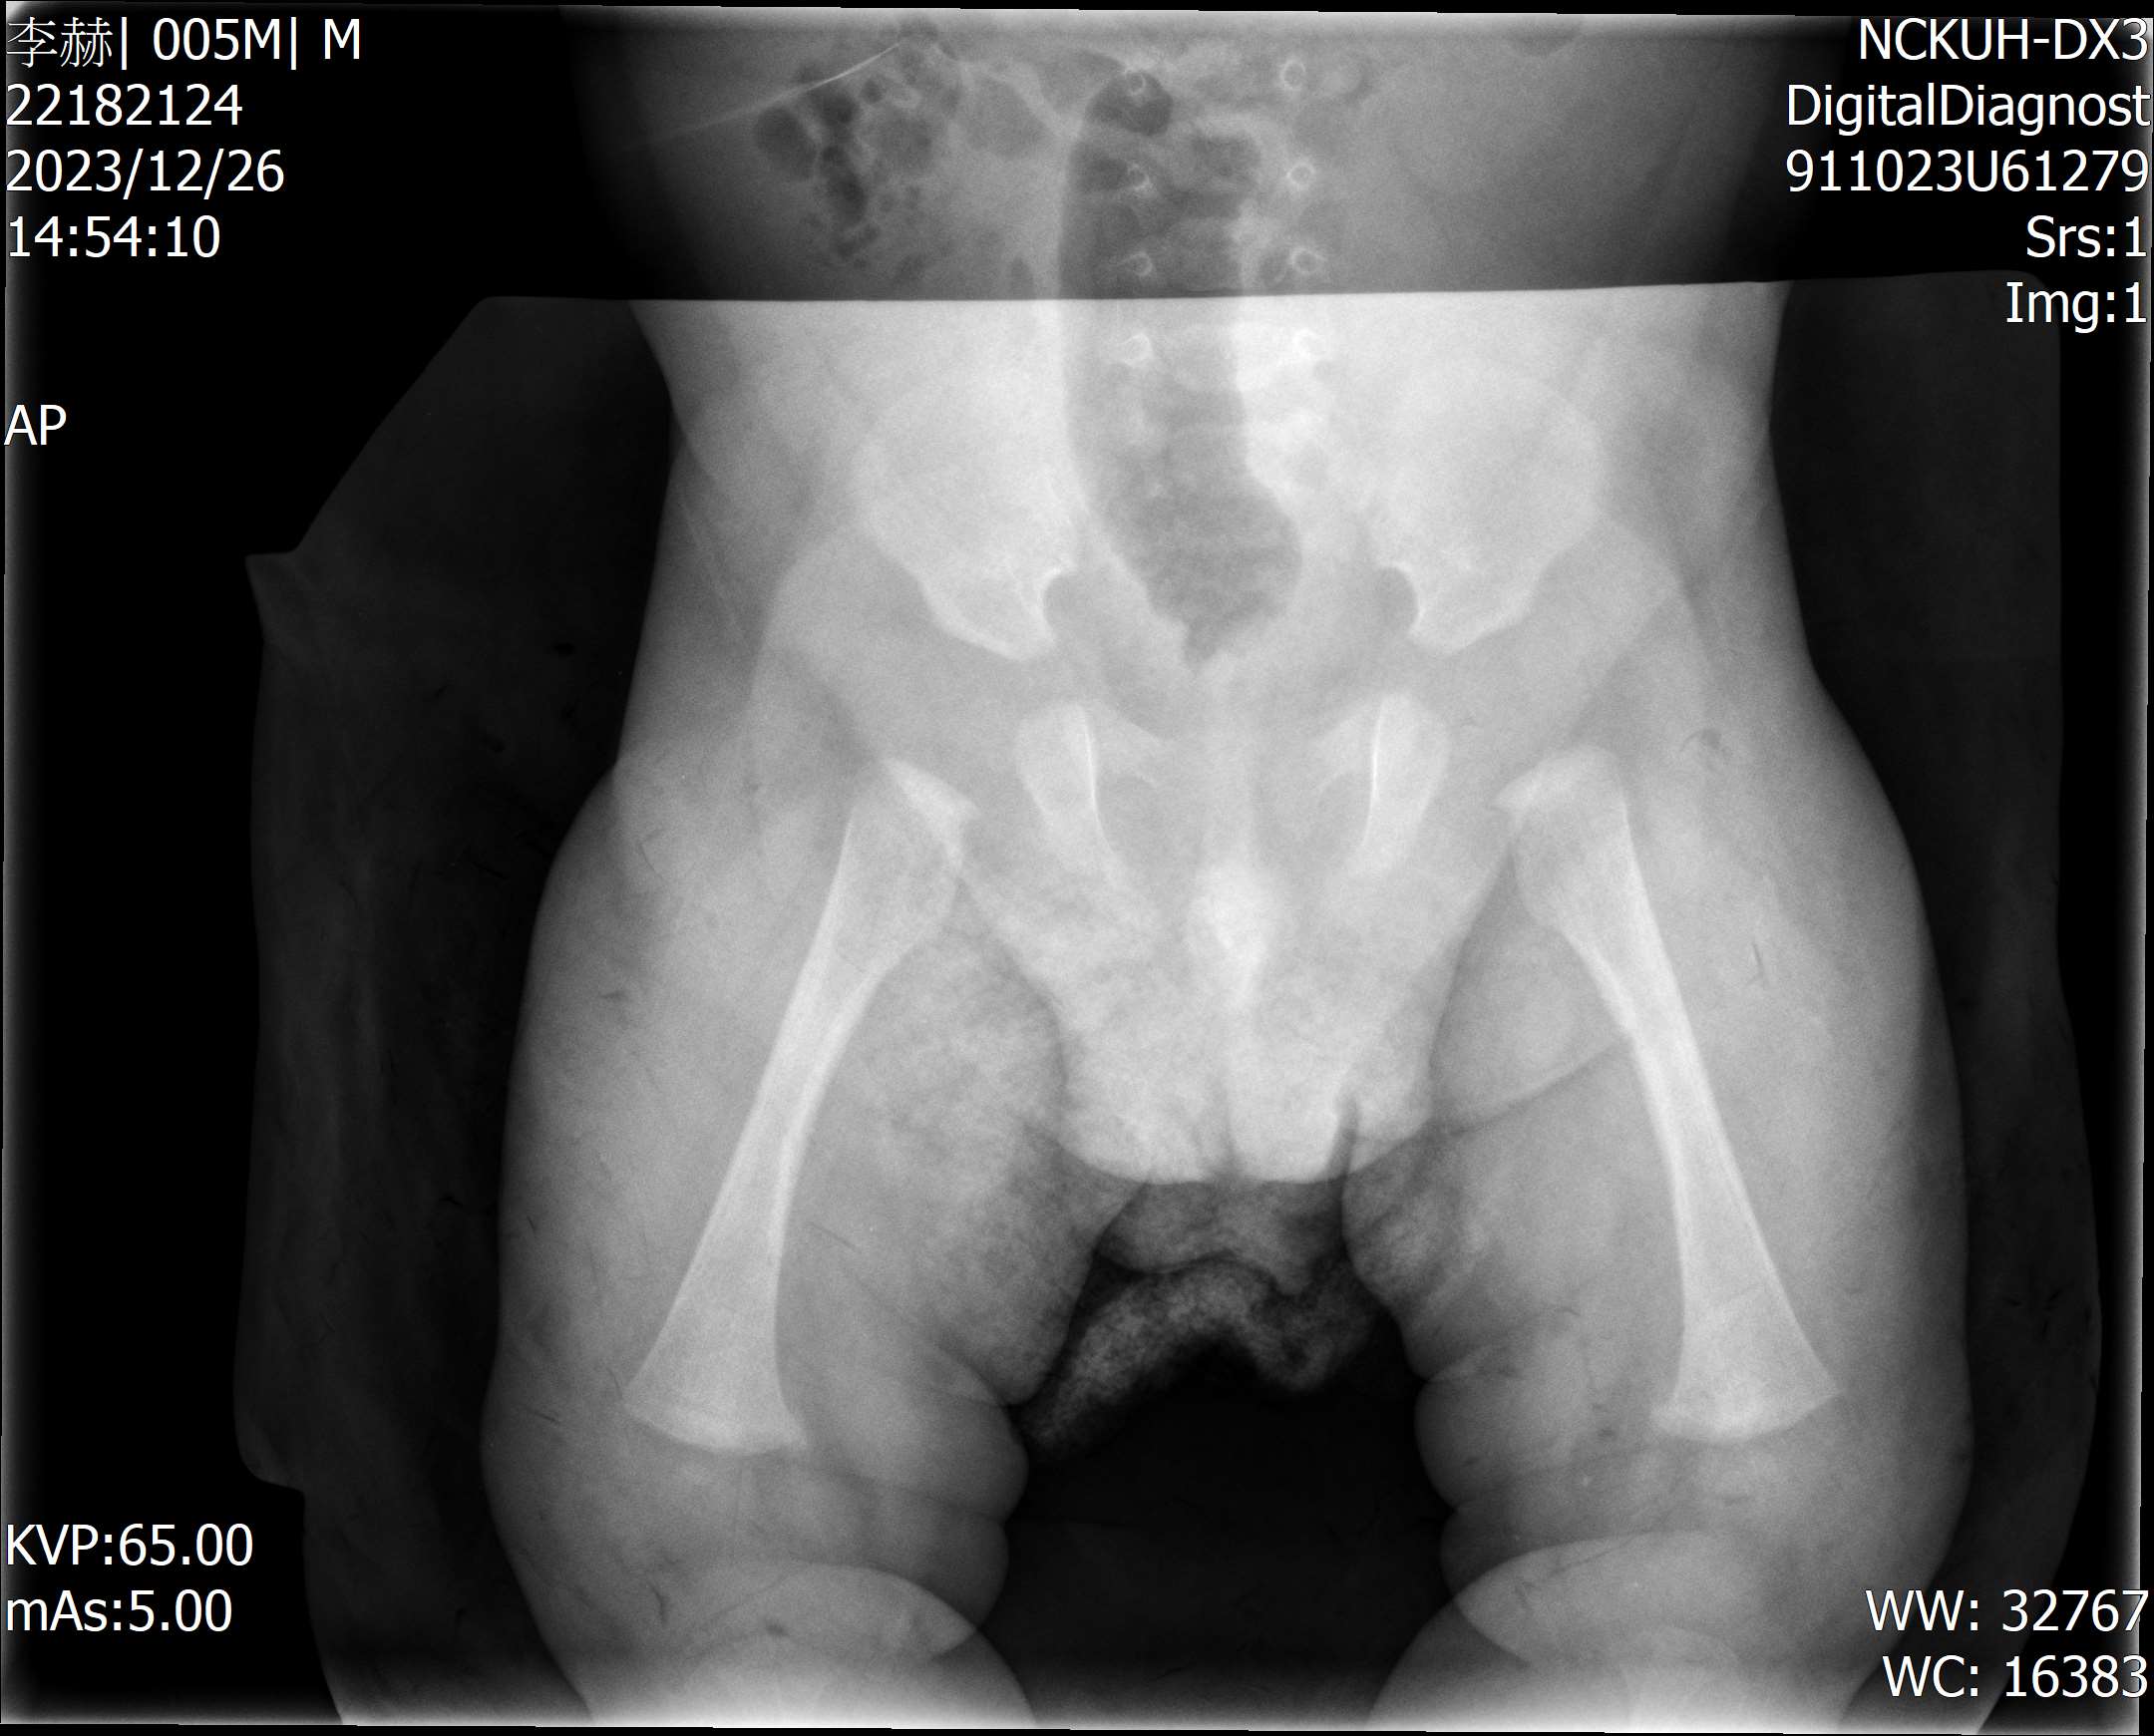 李赫| 005M| M
22182124
2023/12/26
14:54:10
AP
NCKUH-DX3
DigitalDiagnost
911023U61279
Srs:1
Img:1
KVP:65.00
mAs:5.00
WW: 32767
WC: 16383